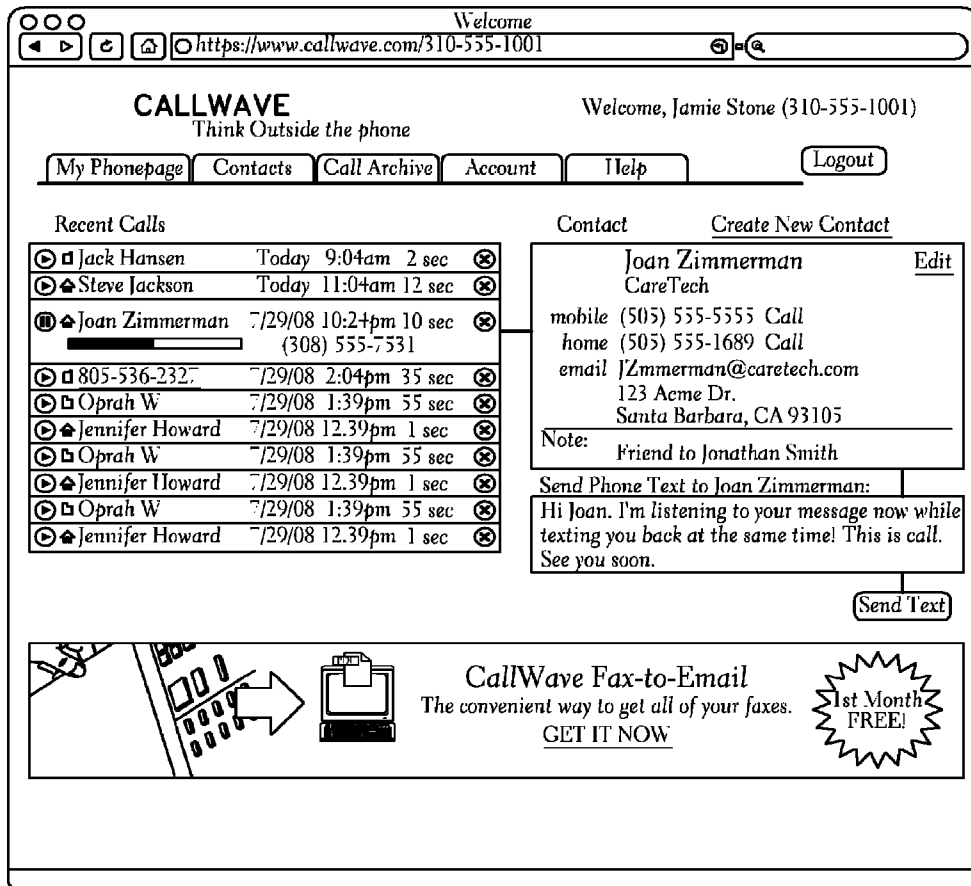 Welcome
https://www.callwave.com/310-555-1001
CALLWAVE
Think Outside the phone
Welcome, Jamie Stone (310-555-1001)
My Phonepage Contacts Call Archive Account Help Logout
Recent Calls
Jack Hansen Today 9:04am 2 sec
Steve Jackson Today 11:04am 12 sec
Joan Zimmerman 7/29/08 10:24pm 10 sec
(308) 555-7531
805-536-2327 7/29/08 2:04pm 35 sec
Oprah W 7/29/08 1:39pm 55 sec
Jennifer Howard 7/29/08 12.39pm 1 sec
Oprah W 7/29/08 1:39pm 55 sec
Jennifer Howard 7/29/08 12.39pm 1 sec
Oprah W 7/29/08 1:39pm 55 sec
Jennifer Howard 7/29/08 12.39pm 1 sec
Contact Create New Contact
Joan Zimmerman Edit
CareTech
mobile (505) 555-5555 Call
home (505) 555-1689 Call
email JZmmerman@caretech.com
123 Acme Dr.
Santa Barbara, CA 93105
Note:
Friend to Jonathan Smith
Send Phone Text to Joan Zimmerman:
Hi Joan. I'm listening to your message now while
texting you back at the same time! This is call.
See you soon.
Send Text
CallWave Fax-to-Email
The convenient way to get all of your faxes.
GET IT NOW
1st Month
FREE!